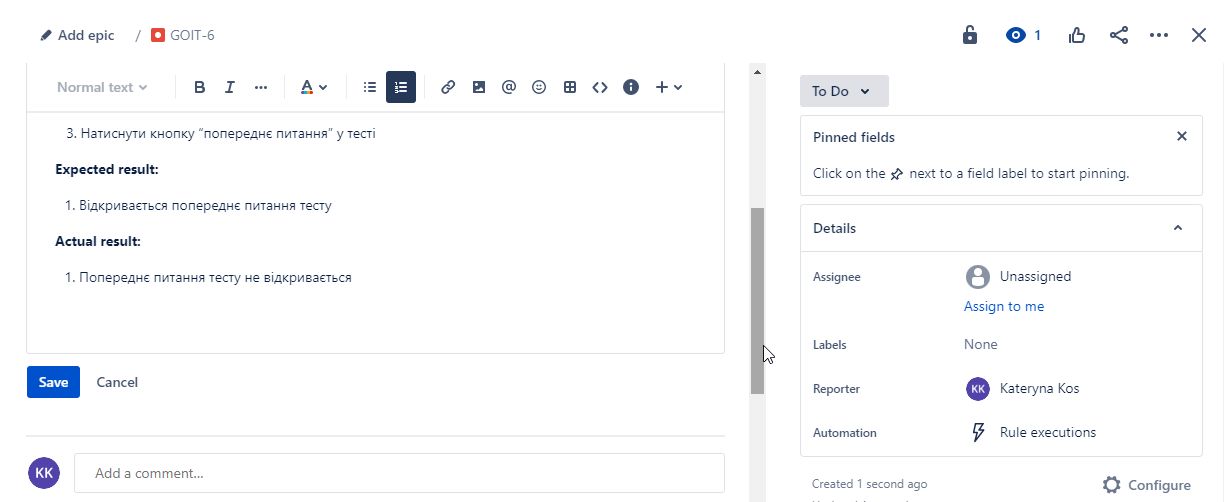 Add epic / GOIT-6
1
Normal text
B I A
3. Натиснути кнопку “попереднє питання” у тесті
Expected result:
1. Відкривається попереднє питання тесту
Actual result:
1. Попереднє питання тесту не відкривається
Save Cancel
KK Add a comment...
To Do
Pinned fields
Click on the next to a field label to start pinning.
Details
Assignee Unassigned
Assign to me
Labels None
Reporter KK Kateryna Kos
Automation Rule executions
Created 1 second ago
Configure